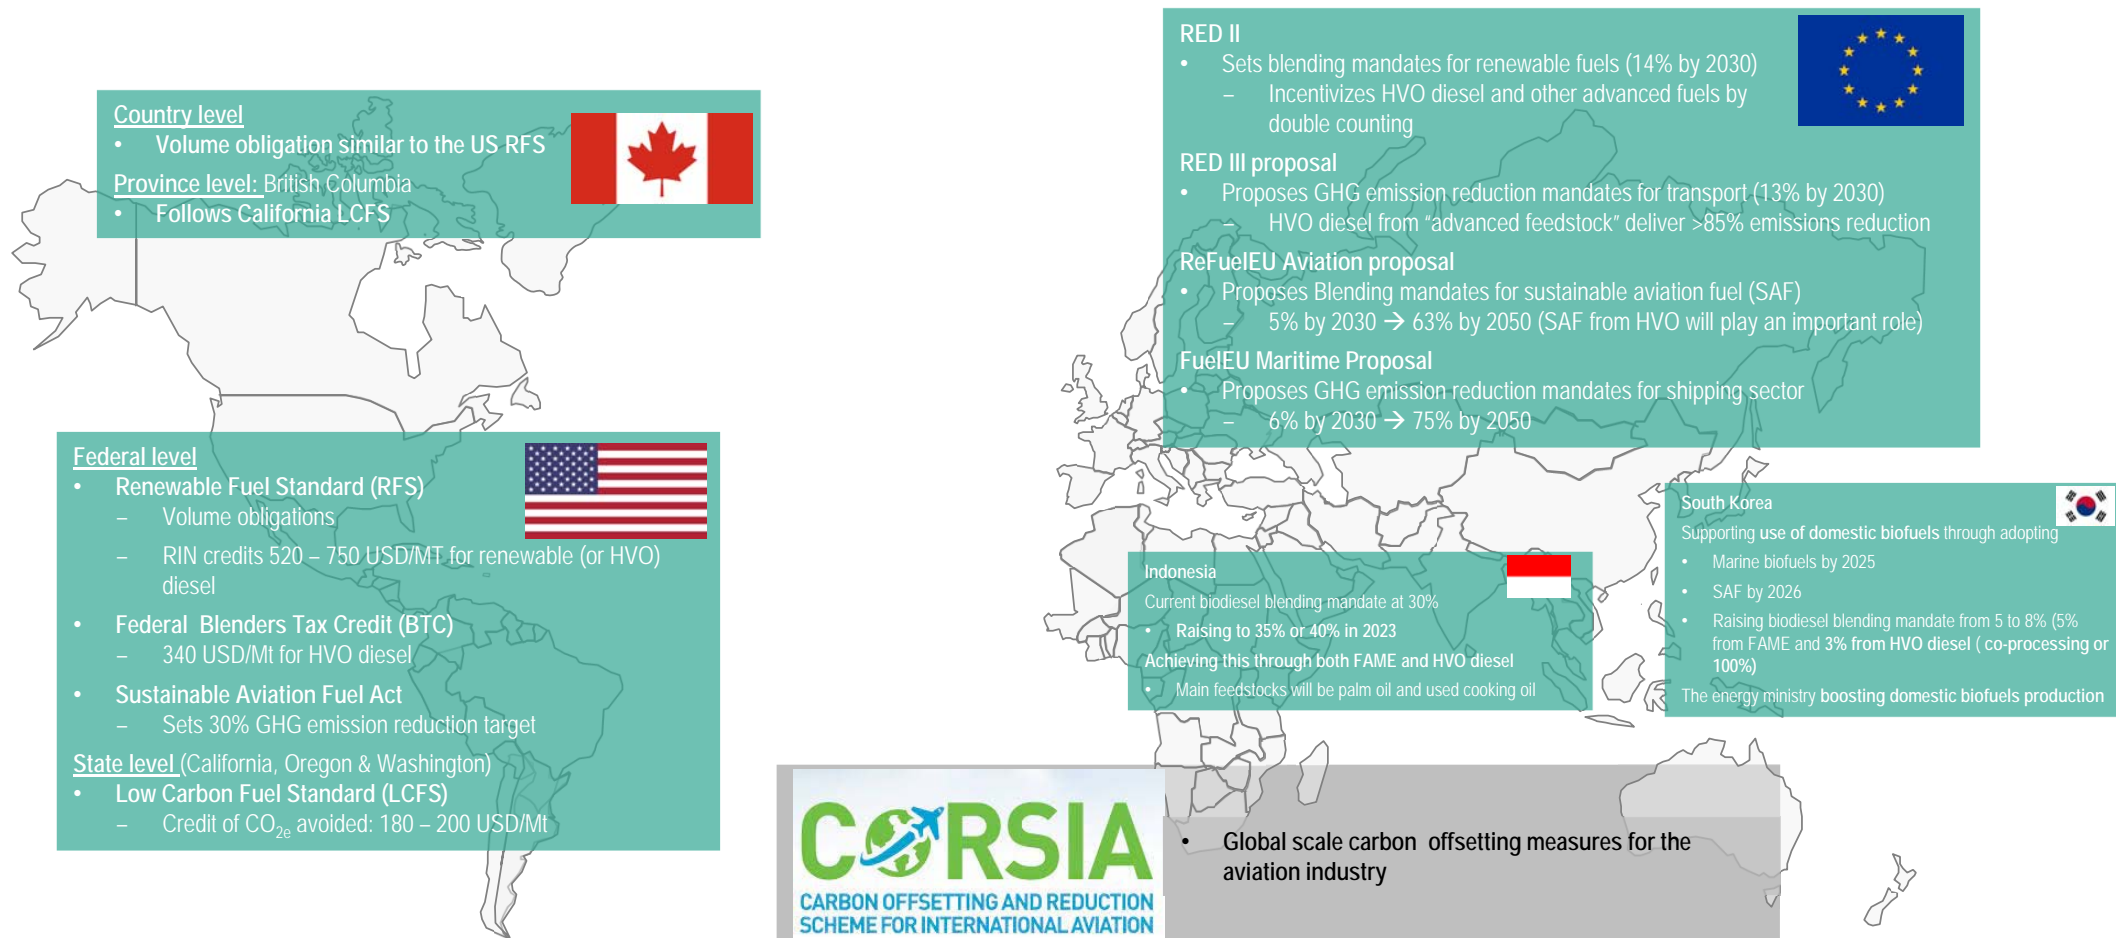 Country level
• Volume obligation similar to the US RFS
Province level: British Columbia
• Follows California LCFS
Federal level
• Renewable Fuel Standard (RFS)
– Volume obligations
– RIN credits 520 – 750 USD/MT for renewable (or HVO)
diesel
• Federal Blenders Tax Credit (BTC)
– 340 USD/Mt for HVO diesel
• Sustainable Aviation Fuel Act
– Sets 30% GHG emission reduction target
State level (California, Oregon & Washington)
• Low Carbon Fuel Standard (LCFS)
– Credit of CO2e avoided: 180 – 200 USD/Mt
RED II
• Sets blending mandates for renewable fuels (14% by 2030)
– Incentivizes HVO diesel and other advanced fuels by
double counting
RED III proposal
• Proposes GHG emission reduction mandates for transport (13% by 2030)
– HVO diesel from “advanced feedstock” deliver >85% emissions reduction
ReFuelEU Aviation proposal
• Proposes Blending mandates for sustainable aviation fuel (SAF)
– 5% by 2030 → 63% by 2050 (SAF from HVO will play an important role)
FuelEU Maritime Proposal
• Proposes GHG emission reduction mandates for shipping sector
– 6% by 2030 → 75% by 2050
Indonesia
Current biodiesel blending mandate at 30%
• Raising to 35% or 40% in 2023
Achieving this through both FAME and HVO diesel
• Main feedstocks will be palm oil and used cooking oil
South Korea
Supporting use of domestic biofuels through adopting
• Marine biofuels by 2025
• SAF by 2026
• Raising biodiesel blending mandate from 5 to 8% (5%
from FAME and 3% from HVO diesel ( co-processing or
100%)
The energy ministry boosting domestic biofuels production
CORSIA
CARBON OFFSETTING AND REDUCTION
SCHEME FOR INTERNATIONAL AVIATION
• Global scale carbon offsetting measures for the
aviation industry